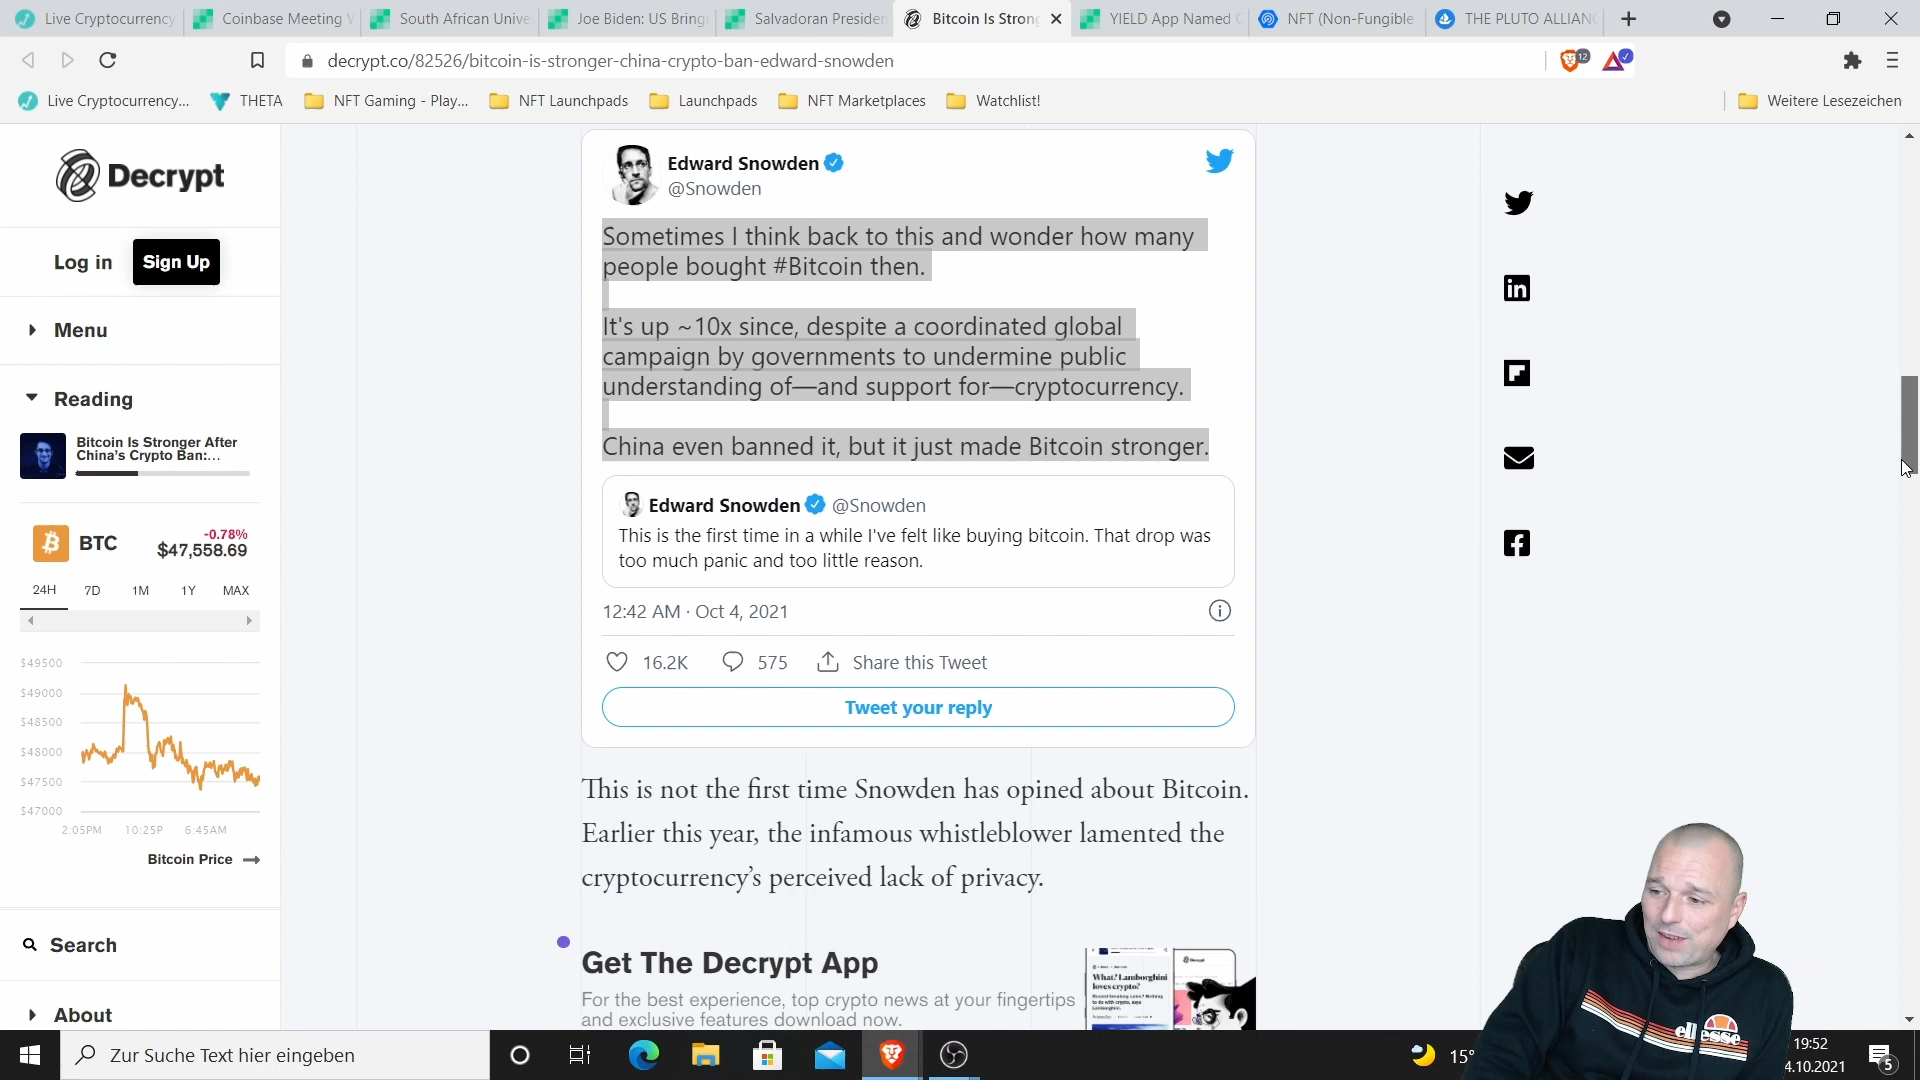 Live Cryptocurrency
Coinbase Meeting
South African Unive
Joe Biden: US Bring
Salvadoran Presiden
Bitcoin Is Strong
YIELD App Named
NFT (Non-Fungible
THE PLUTO ALLIAN
decrypt.co/82526/bitcoin-is-stronger-china-crypto-ban-edward-snowden
12
Live Cryptocurrency...
THETA
NFT Gaming - Play...
NFT Launchpads
Launchpads
NFT Marketplaces
Watchlist!
Weitere Lesezeichen
Decrypt
Log in
Sign Up
Menu
Reading
Bitcoin Is Stronger After
China's Crypto Ban:...
BTC
-0.78%
$47,558.69
24H 7D 1M 1Y MAX
$49500
$49000
$48500
$48000
$47500
$47000
2:05PM 10:25P 6:45AM
Bitcoin Price
Search
About
Edward Snowden
@Snowden
Sometimes I think back to this and wonder how many
people bought #Bitcoin then.
It's up ~10x since, despite a coordinated global
campaign by governments to undermine public
understanding of—and support for—cryptocurrency.
China even banned it, but it just made Bitcoin stronger.
Edward Snowden @Snowden
This is the first time in a while I've felt like buying bitcoin. That drop was
too much panic and too little reason.
12:42 AM · Oct 4, 2021
16.2K 575 Share this Tweet
Tweet your reply
This is not the first time Snowden has opined about Bitcoin.
Earlier this year, the infamous whistleblower lamented the
cryptocurrency's perceived lack of privacy.
Get The Decrypt App
For the best experience, top crypto news at your fingertips
and exclusive features download now.
What? Lamborghini
loves crypto?
ellesse
Zur Suche Text hier eingeben
15°
19:52
4.10.2021
5